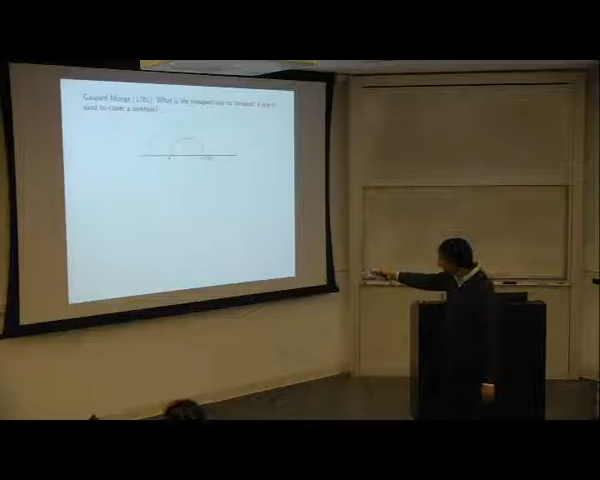 Gaspard Monge (1781): What is the cheapest way to transport a pile of
sand to cover a sinkhole?